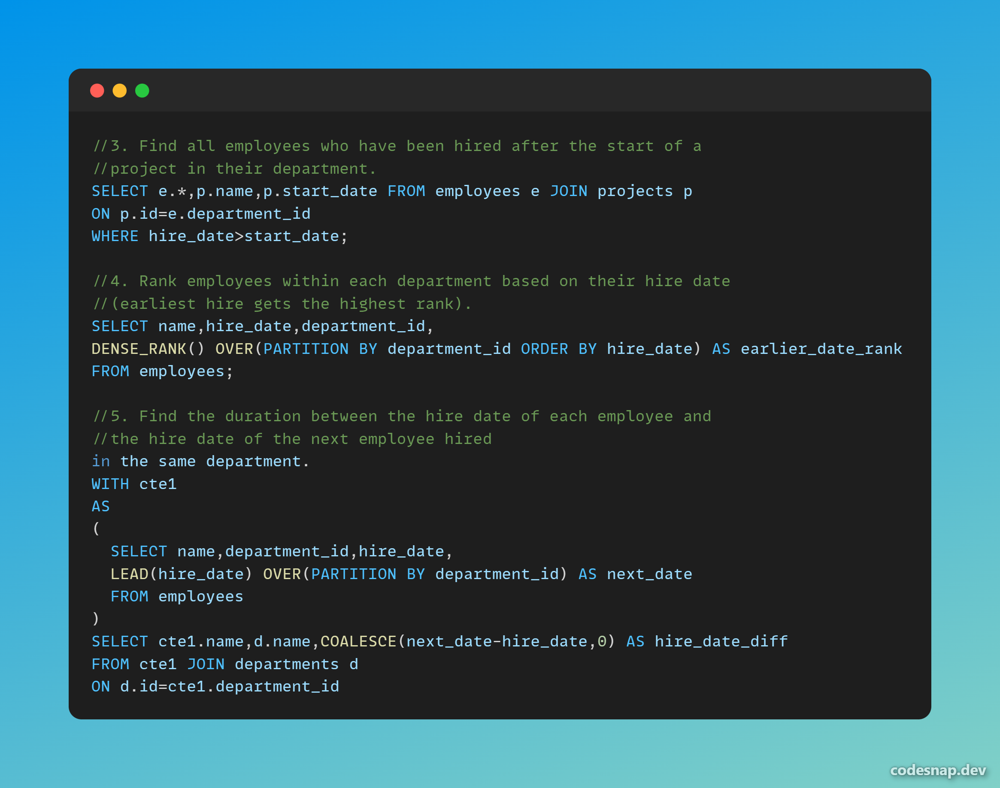 //3. Find all employees who have been hired after the start of a
//project in their department.
SELECT e.*,p.name,p.start_date FROM employees e JOIN projects p
ON p.id=e.department_id
WHERE hire_date>start_date;
//4. Rank employees within each department based on their hire date
//(earliest hire gets the highest rank).
SELECT name,hire_date,department_id,
DENSE_RANK() OVER(PARTITION BY department_id ORDER BY hire_date) AS earlier_date_rank
FROM employees;
//5. Find the duration between the hire date of each employee and
//the hire date of the next employee hired
in the same department.
WITH cte1
AS
(
  SELECT name,department_id,hire_date,
  LEAD(hire_date) OVER(PARTITION BY department_id) AS next_date
  FROM employees
)
SELECT cte1.name,d.name,COALESCE(next_date-hire_date,0) AS hire_date_diff
FROM cte1 JOIN departments d
ON d.id=cte1.department_id
codesnap.dev